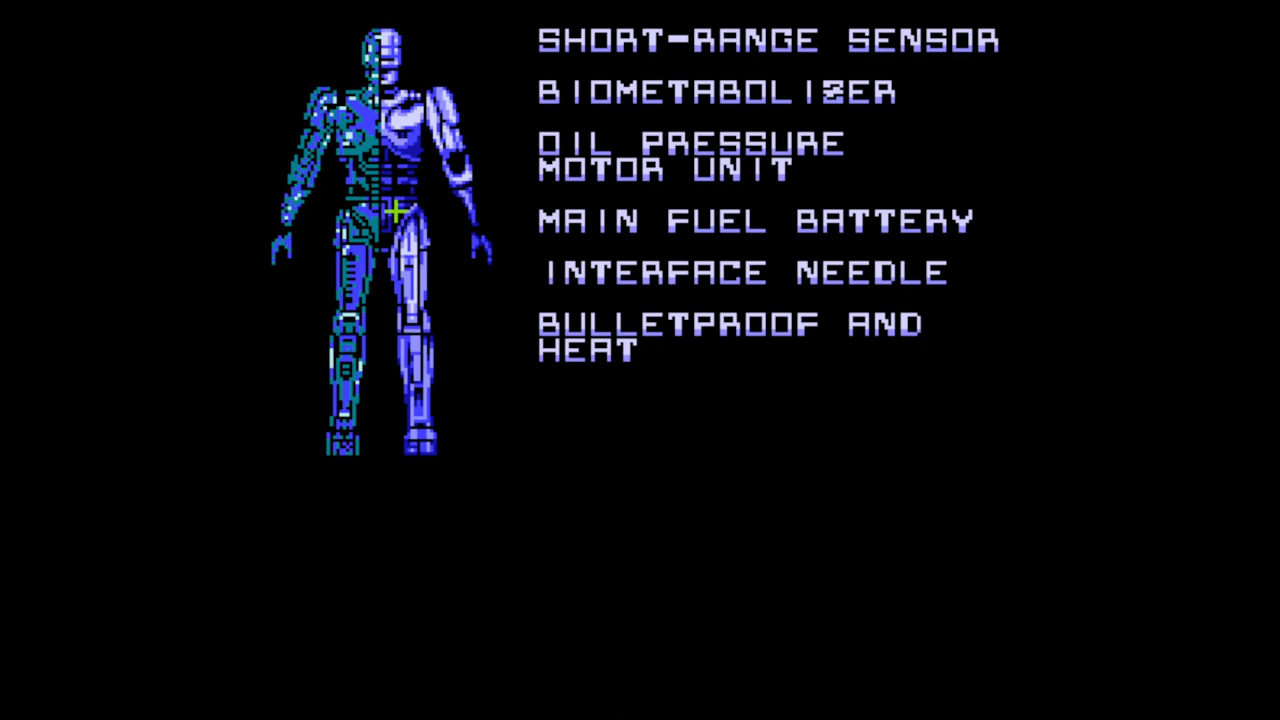 SHORT-RANGE SENSOR
BIOMETABOLIZER
OIL PRESSURE
MOTOR UNIT
MAIN FUEL BATTERY
INTERFACE NEEDLE
BULLETPROOF AND
HEAT